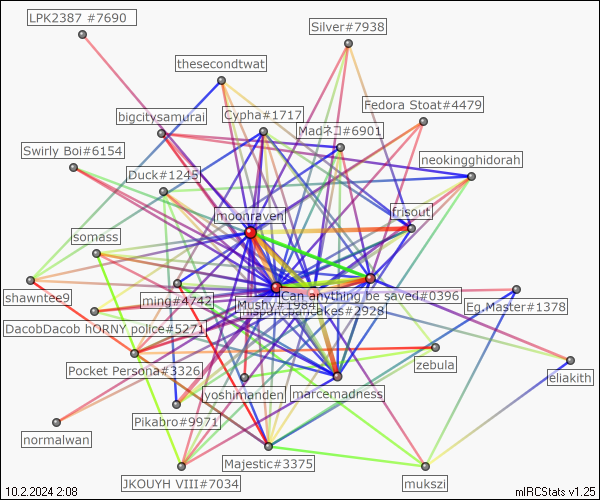 LPK2387 #7690
Silver#7938
thesecondtwat
Fedora Stoat#4479
bigcitysamurai
Cypha#1717
Madネコ#6901
Swirly Boi#6154
neokingghidorah
Duck#1245
moonraven
frisout
somass
Can anything be saved#0396
shawntee9
ming#4742
Mushy#1984
Eg.Master#1378
#2928
DacobDacob hORNY police#5271
Pocket Persona#3326
zebula
eliakith
yoshimanden
marcemadness
Pikabro#9971
normalwan
Majestic#3375
JKOUYH VIII#7034
mukszi
10.2.2024 2:08
mIRCStats v1.25